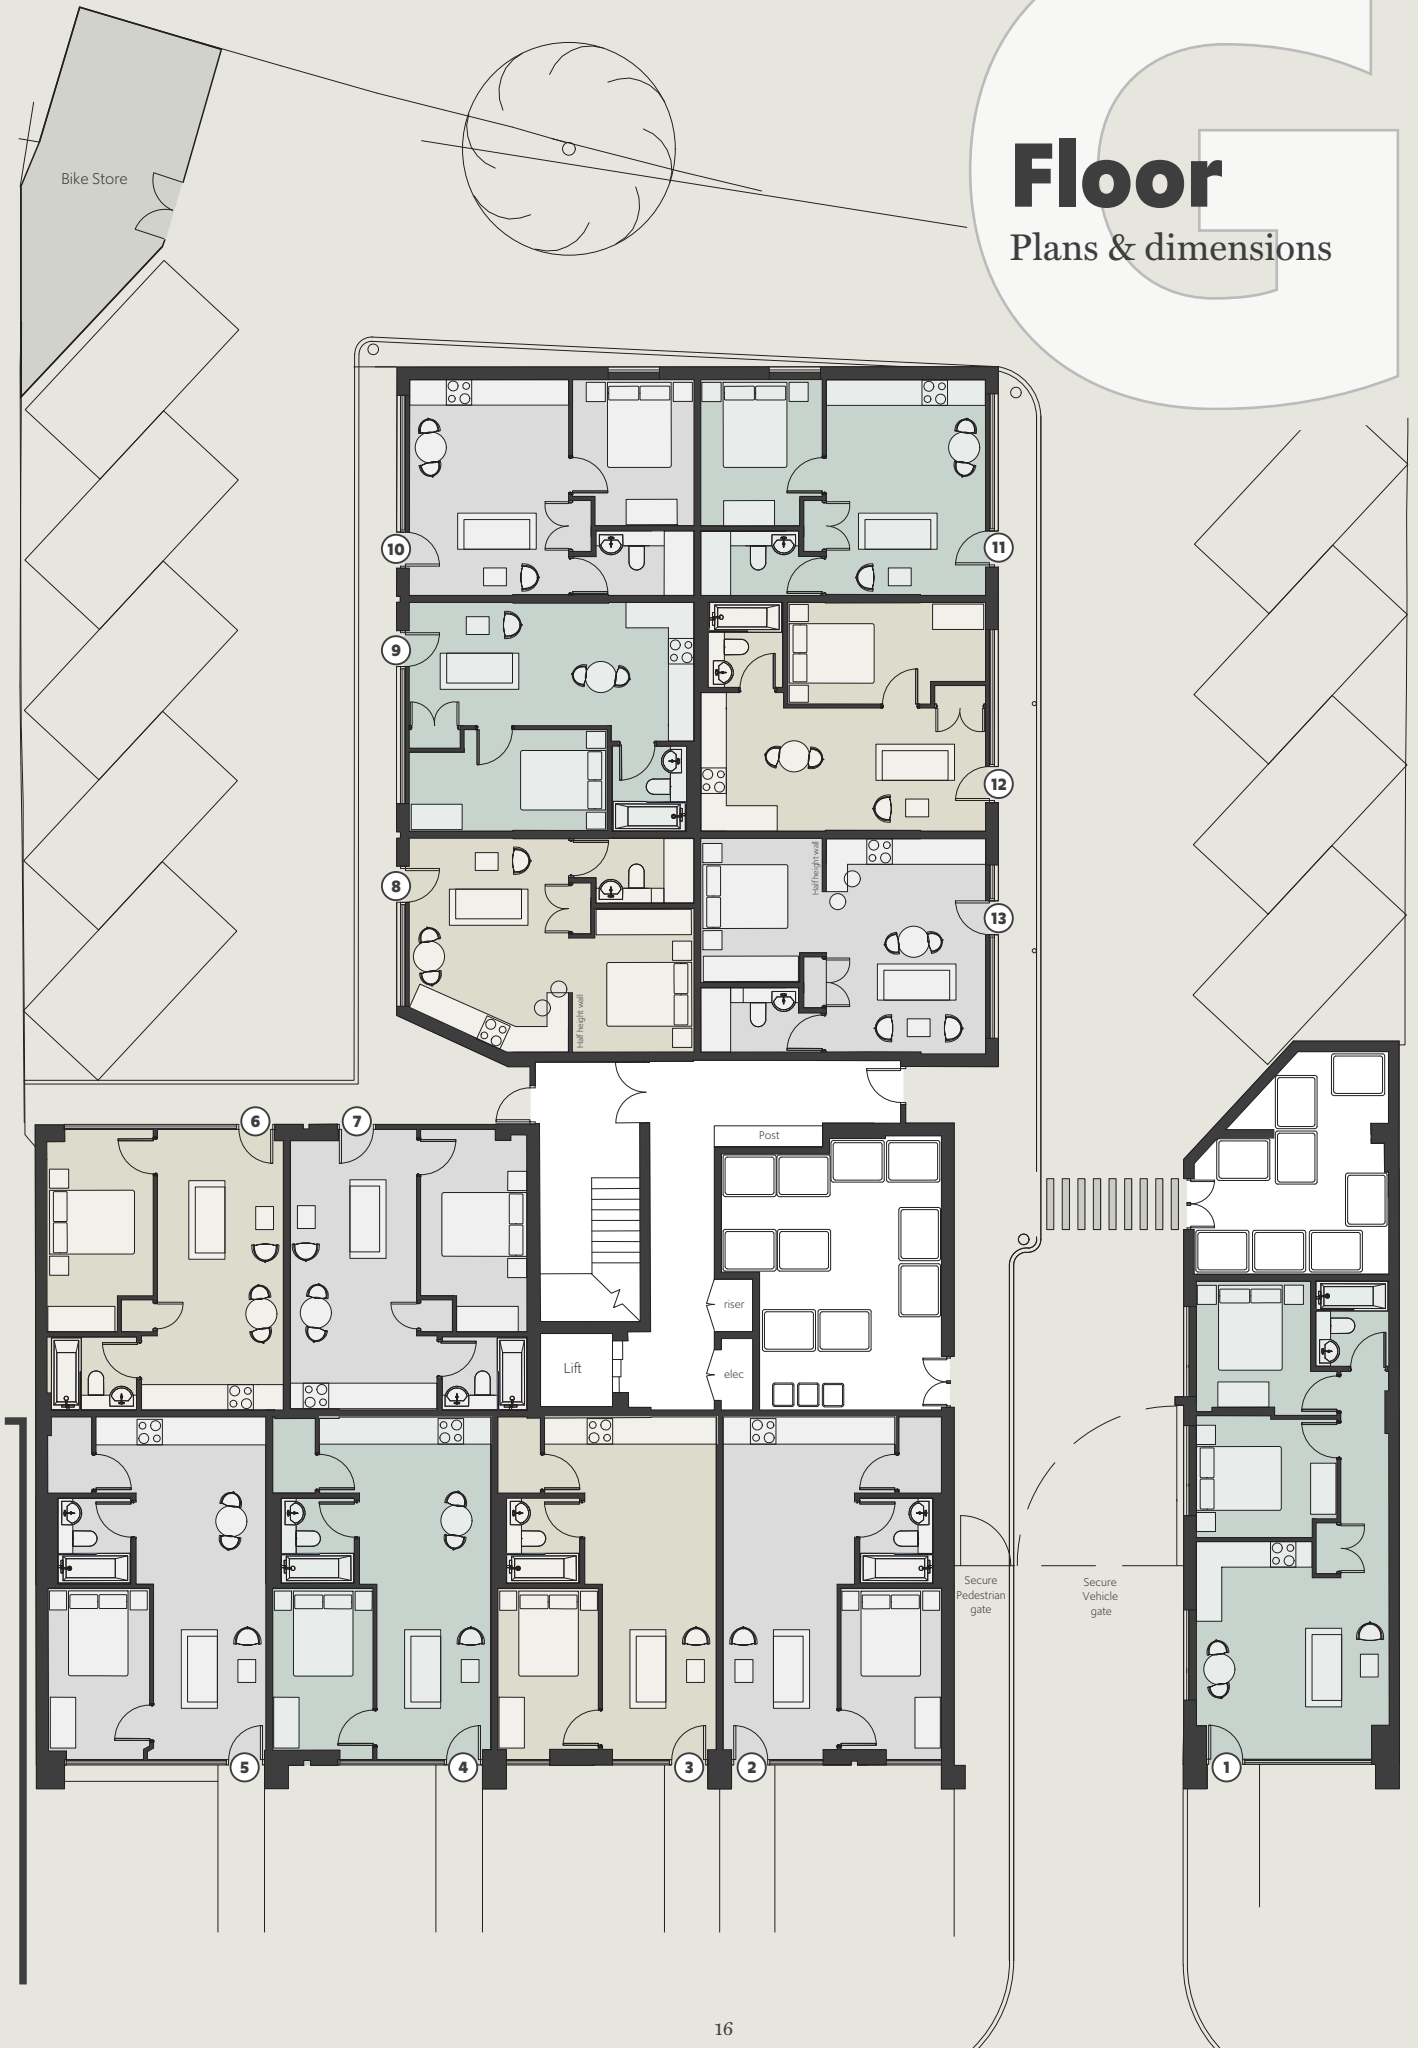 G
Floor
Plans & dimensions
Bike Store
10
11
9
12
8
13
Half height wall
Half height wall
6
7
Post
riser
Lift
elec
Secure
Pedestrian
gate
Secure
Vehicle
gate
5
4
3
2
1
16